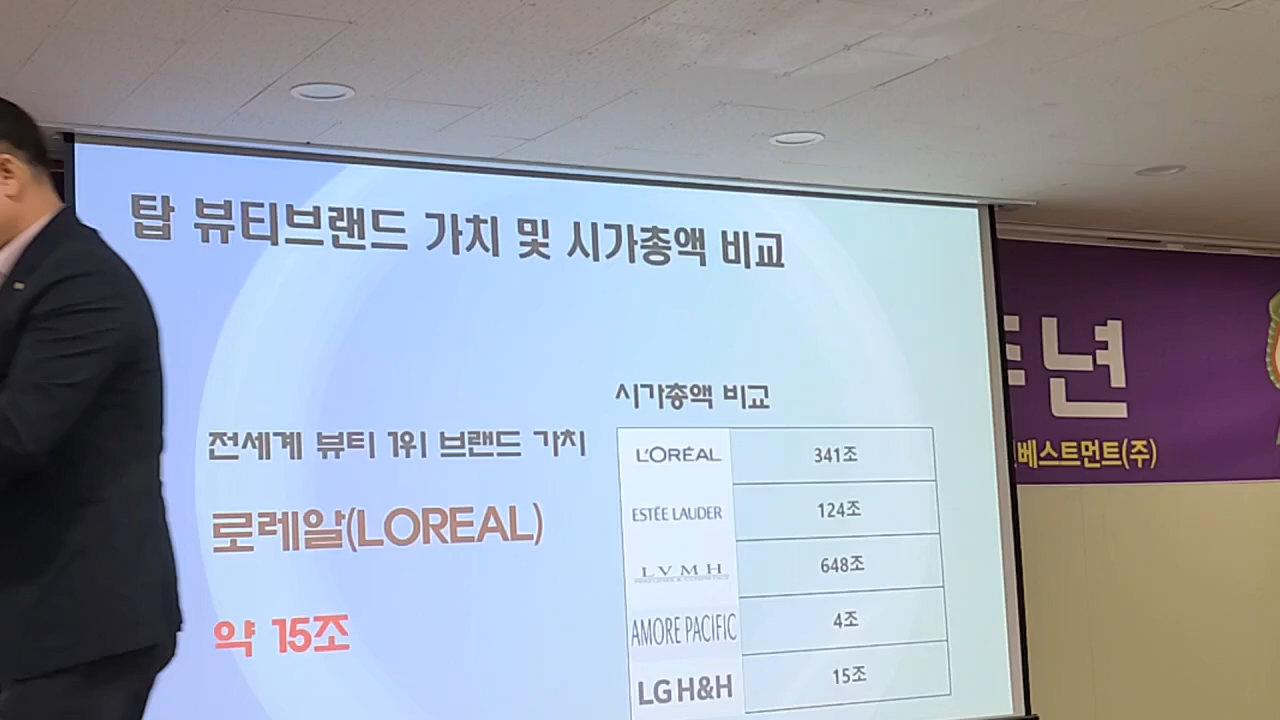 탑 뷰티브랜드 가치 및 시가총액 비교
시가총액 비교
전세계 뷰티 1위 브랜드 가치
로레알(LOREAL)
약 15조
L'ORÉAL 341조
ESTÉE LAUDER 124조
LVMH 648조
PERFUMES & COSMETICS
AMORE PACIFIC 4조
LG H&H 15조
년
베스트먼트(주)